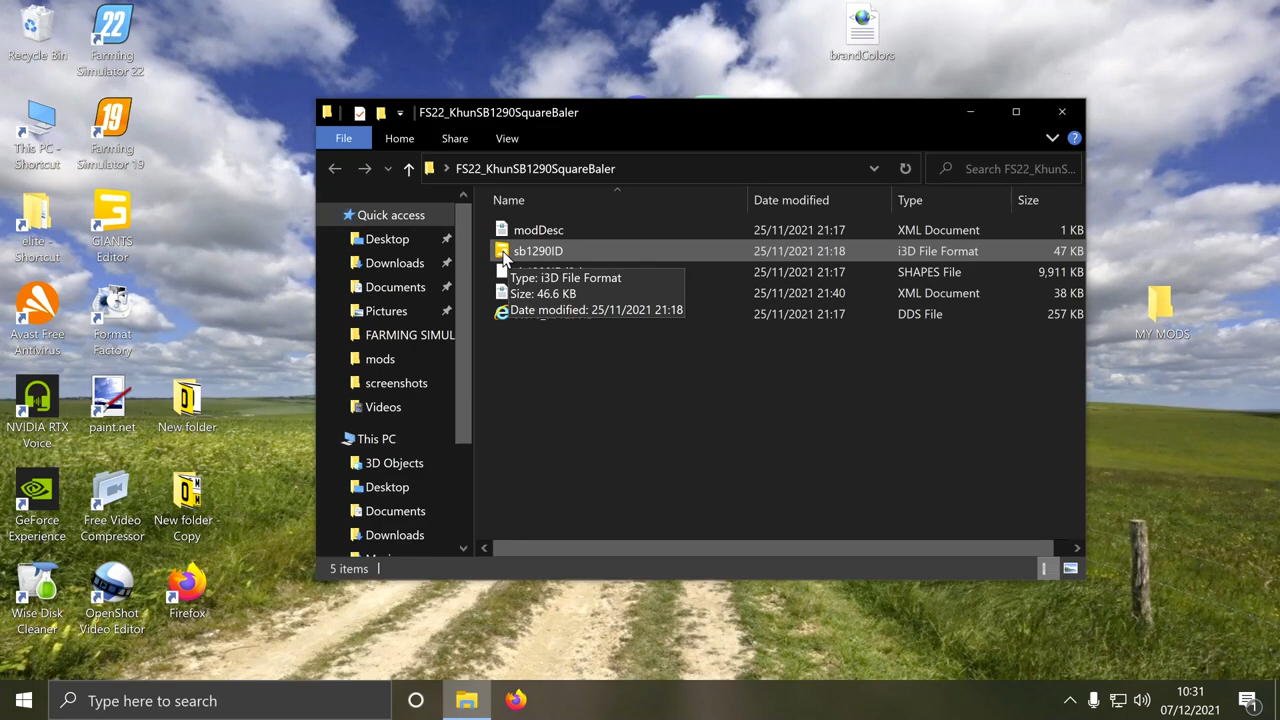 Recycle Bin
Farming
Simulator 22
brandColors
This PC -
Shortcut
Farming
Simulator 19
elite -
Shortcut
GIANTS
Editor
Avast Free
Antivirus
Format
Factory
NVIDIA RTX
Voice
paint.net
New folder
GeForce
Experience
Free Video
Compressor
New folder -
Copy
Wise Disk
Cleaner
OpenShot
Video Editor
Firefox
MY MODS
FS22_KhunSB1290SquareBaler
File Home Share View
FS22_KhunSB1290SquareBaler
Search FS22_KhunS...
Quick access
Desktop
Downloads
Documents
Pictures
FARMING SIMUL
mods
screenshots
Videos
This PC
3D Objects
Desktop
Documents
Downloads
Name Date modified Type Size
modDesc 25/11/2021 21:17 XML Document 1 KB
sb1290ID 25/11/2021 21:18 i3D File Format 47 KB
25/11/2021 21:17 SHAPES File 9,911 KB
25/11/2021 21:40 XML Document 38 KB
25/11/2021 21:17 DDS File 257 KB
Type: i3D File Format
Size: 46.6 KB
Date modified: 25/11/2021 21:18
5 items
Type here to search
10:31
07/12/2021
1